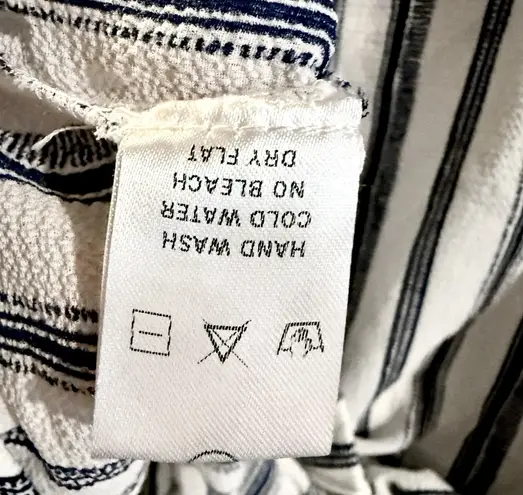 HAND WASH
COLD WATER
NO BLEACH
DRY FLAT